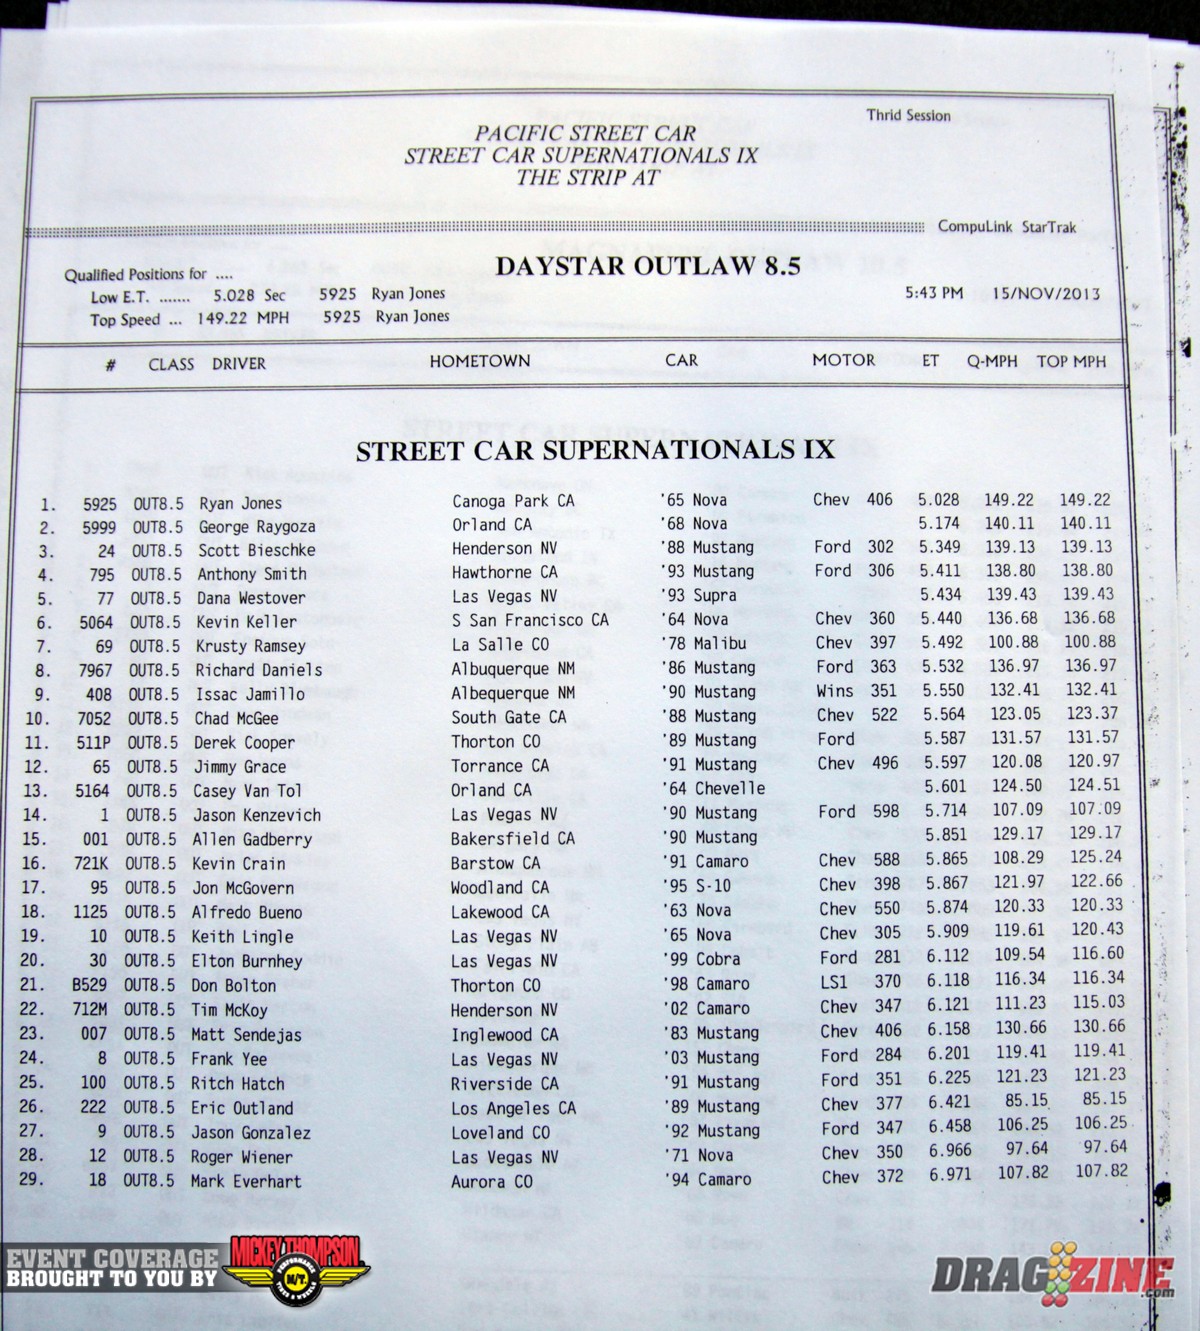 Thrid Session
PACIFIC STREET CAR
STREET CAR SUPERNATIONALS IX
THE STRIP AT
CompuLink StarTrak
Qualified Positions for ....
DAYSTAR OUTLAW 8.5
Low E.T. ....... 5.028 Sec 5925 Ryan Jones
5:43 PM 15/NOV/2013
Top Speed ... 149.22 MPH 5925 Ryan Jones
# CLASS DRIVER HOMETOWN CAR MOTOR ET Q-MPH TOP MPH
STREET CAR SUPERNATIONALS IX
1. 5925 OUT8.5 Ryan Jones Canoga Park CA '65 Nova Chev 406 5.028 149.22 149.22
2. 5999 OUT8.5 George Raygoza Orland CA '68 Nova 5.174 140.11 140.11
3. 24 OUT8.5 Scott Bieschke Henderson NV '88 Mustang Ford 302 5.349 139.13 139.13
4. 795 OUT8.5 Anthony Smith Hawthorne CA '93 Mustang Ford 306 5.411 138.80 138.80
5. 77 OUT8.5 Dana Westover Las Vegas NV '93 Supra 5.434 139.43 139.43
6. 5064 OUT8.5 Kevin Keller S San Francisco CA '64 Nova Chev 360 5.440 136.68 136.68
7. 69 OUT8.5 Krusty Ramsey La Salle CO '78 Malibu Chev 397 5.492 100.88 100.88
8. 7967 OUT8.5 Richard Daniels Albuquerque NM '86 Mustang Ford 363 5.532 136.97 136.97
9. 408 OUT8.5 Issac Jamillo Albequerque NM '90 Mustang Wins 351 5.550 132.41 132.41
10. 7052 OUT8.5 Chad McGee South Gate CA '88 Mustang Chev 522 5.564 123.05 123.37
11. 511P OUT8.5 Derek Cooper Thorton CO '89 Mustang Ford 5.587 131.57 131.57
12. 65 OUT8.5 Jimmy Grace Torrance CA '91 Mustang Chev 496 5.597 120.08 120.97
13. 5164 OUT8.5 Casey Van Tol Orland CA '64 Chevelle 5.601 124.50 124.51
14. 1 OUT8.5 Jason Kenzevich Las Vegas NV '90 Mustang Ford 598 5.714 107.09 107.09
15. 001 OUT8.5 Allen Gadberry Bakersfield CA '90 Mustang 5.851 129.17 129.17
16. 721K OUT8.5 Kevin Crain Barstow CA '91 Camaro Chev 588 5.865 108.29 125.24
17. 95 OUT8.5 Jon McGovern Woodland CA '95 S-10 Chev 398 5.867 121.97 122.66
18. 1125 OUT8.5 Alfredo Bueno Lakewood CA '63 Nova Chev 550 5.874 120.33 120.33
19. 10 OUT8.5 Keith Lingle Las Vegas NV '65 Nova Chev 305 5.909 119.61 120.43
20. 30 OUT8.5 Elton Burnhey Las Vegas NV '99 Cobra Ford 281 6.112 109.54 116.60
21. B529 OUT8.5 Don Bolton Thorton CO '98 Camaro LS1 370 6.118 116.34 116.34
22. 712M OUT8.5 Tim McKoy Henderson NV '02 Camaro Chev 347 6.121 111.23 115.03
23. 007 OUT8.5 Matt Sendejas Inglewood CA '83 Mustang Chev 406 6.158 130.66 130.66
24. 8 OUT8.5 Frank Yee Las Vegas NV '03 Mustang Ford 284 6.201 119.41 119.41
25. 100 OUT8.5 Ritch Hatch Riverside CA '91 Mustang Ford 351 6.225 121.23 121.23
26. 222 OUT8.5 Eric Outland Los Angeles CA '89 Mustang Chev 377 6.421 85.15 85.15
27. 9 OUT8.5 Jason Gonzalez Loveland CO '92 Mustang Ford 347 6.458 106.25 106.25
28. 12 OUT8.5 Roger Wiener Las Vegas NV '71 Nova Chev 350 6.966 97.64 97.64
29. 18 OUT8.5 Mark Everhart Aurora CO '94 Camaro Chev 372 6.971 107.82 107.82
EVENT COVERAGE
BROUGHT TO YOU BY
MICKEY THOMPSON
PERFORMANCE
M/T.
TIRES & WHEELS
DRAGZINE
.com